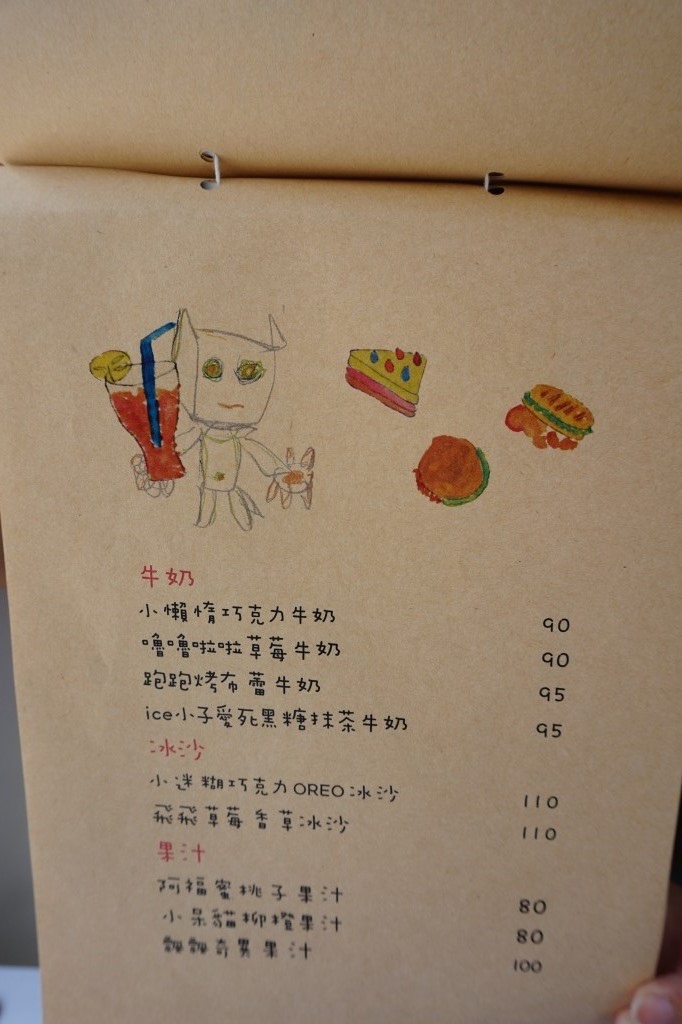 牛奶
小懶惰巧克力牛奶 90
嚕嚕啦啦草莓牛奶 90
跑跑烤布蕾牛奶 95
ice小子愛死黑糖抹茶牛奶 95
冰沙
小迷糊巧克力OREO冰沙 110
飛飛草莓香草冰沙 110
果汁
阿福蜜桃子果汁 80
小呆貓柳橙果汁 80
奇異果汁 100